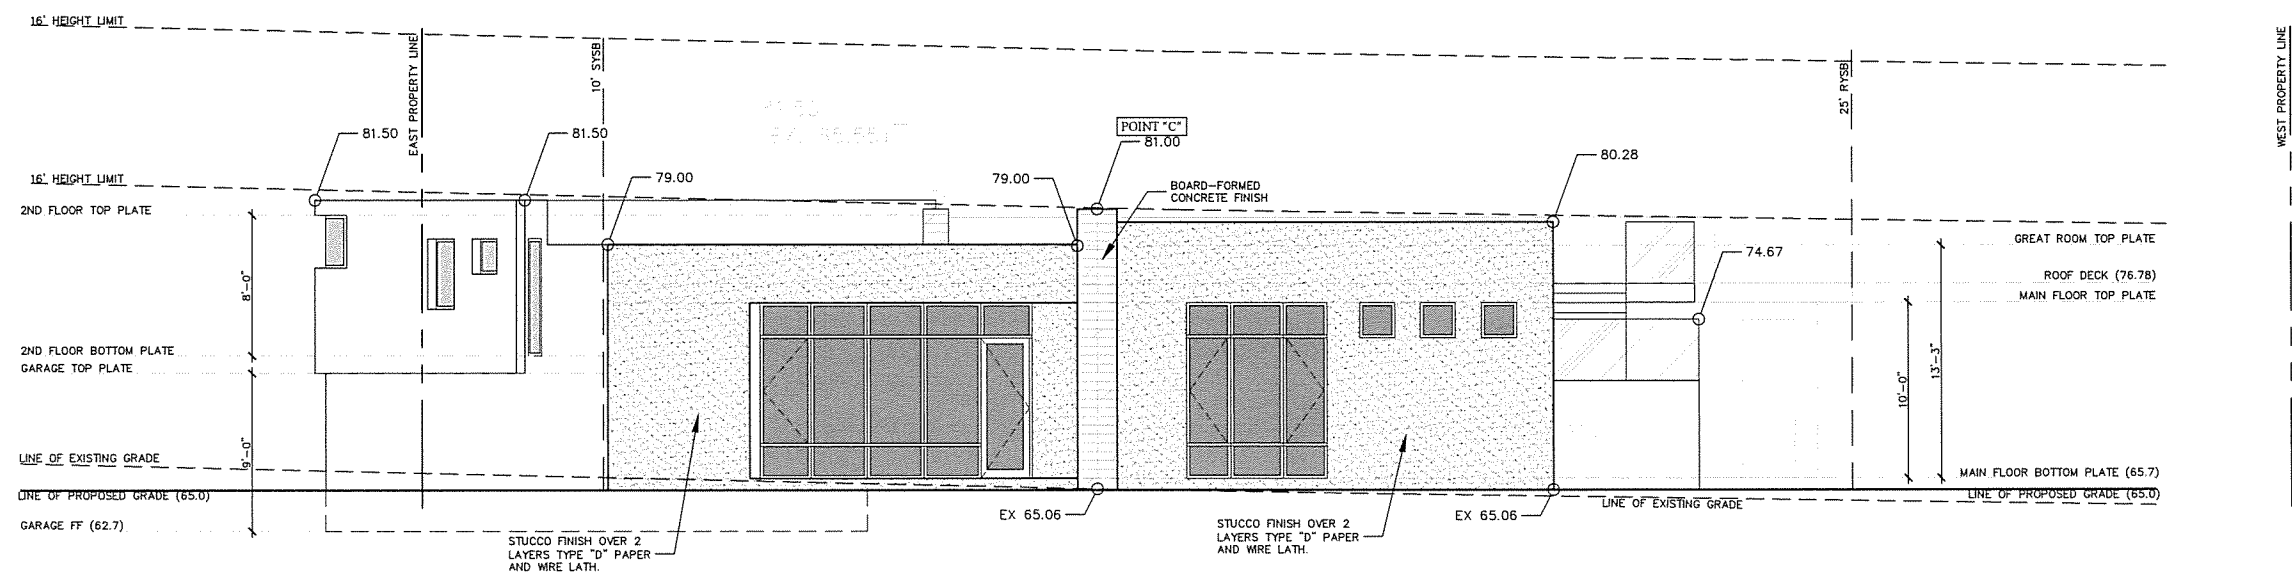 16' HEIGHT LIMIT
EAST PROPERTY LINE
10' SYSB
25' RYSB
WEST PROPERTY LINE
81.50
81.50
POINT "C"
81.00
80.28
16' HEIGHT LIMIT
79.00
79.00
BOARD-FORMED
CONCRETE FINISH
2ND FLOOR TOP PLATE
GREAT ROOM TOP PLATE
74.67
ROOF DECK (76.78)
MAIN FLOOR TOP PLATE
8'-0"
2ND FLOOR BOTTOM PLATE
GARAGE TOP PLATE
13'-3"
10'-0"
9'-0"
LINE OF EXISTING GRADE
MAIN FLOOR BOTTOM PLATE (65.7)
LINE OF PROPOSED GRADE (65.0)
LINE OF PROPOSED GRADE (65.0)
LINE OF EXISTING GRADE
EX 65.06
EX 65.06
GARAGE FF (62.7)
STUCCO FINISH OVER 2
LAYERS TYPE "D" PAPER
AND WIRE LATH.
STUCCO FINISH OVER 2
LAYERS TYPE "D" PAPER
AND WIRE LATH.